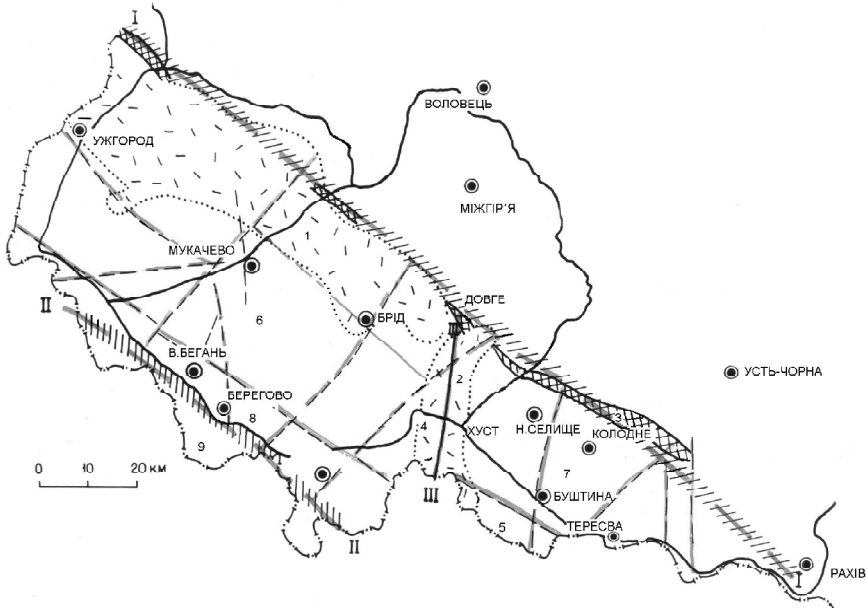 I
ВОЛОВЕЦЬ
УЖГОРОД
МІЖГІР'Я
1
МУКАЧЕВО
II
ДОВГЕ
6
БРІД
III
В.БЕГАНЬ
2
УСТЬ-ЧОРНА
БЕРЕГОВО
8
4
ХУСТ
Н.СЕЛИЩЕ
3
КОЛОДНЕ
9
7
0 10 20 КМ
III
БУШТИНА
5
ТЕРЕСВА
II
I
РАХІВ